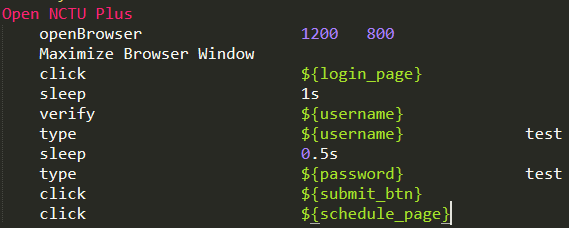 Open NCTU Plus
openBrowser 1200 800
Maximize Browser Window
click ${login_page}
sleep 1s
verify ${username}
type ${username} test
sleep 0.5s
type ${password} test
click ${submit_btn}
click ${schedule_page}